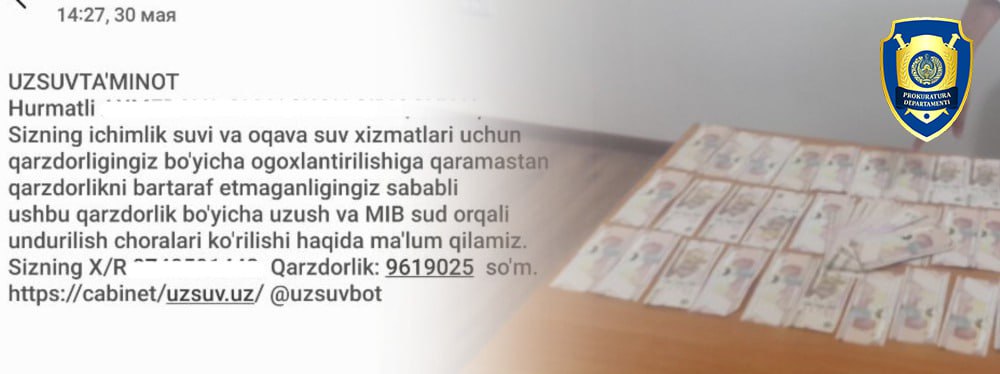 14:27, 30 мая
UZSUVTA'MINOT
Hurmatli
Sizning ichimlik suvi va oqava suv xizmatlari uchun
qarzdorligingiz bo'yicha ogoxlantirilishiga qaramastan
qarzdorlikni bartaraf etmaganligingiz sababli
ushbu qarzdorlik bo'yicha uzush va MIB sud orqali
undurilish choralari ko'rilishi haqida ma'lum qilamiz.
Sizning X/R Qarzdorlik: 9619025 so'm.
https://cabinet/uzsuv.uz/ @uzsuvbot
PROKURATURA
DEPARTAMENTI